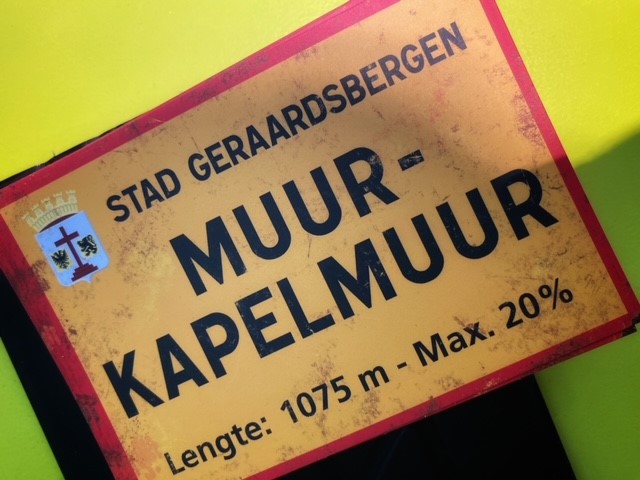 STAD GERAARDSBERGEN
MUUR-
KAPELMUUR
Lengte: 1075 m - Max. 20%